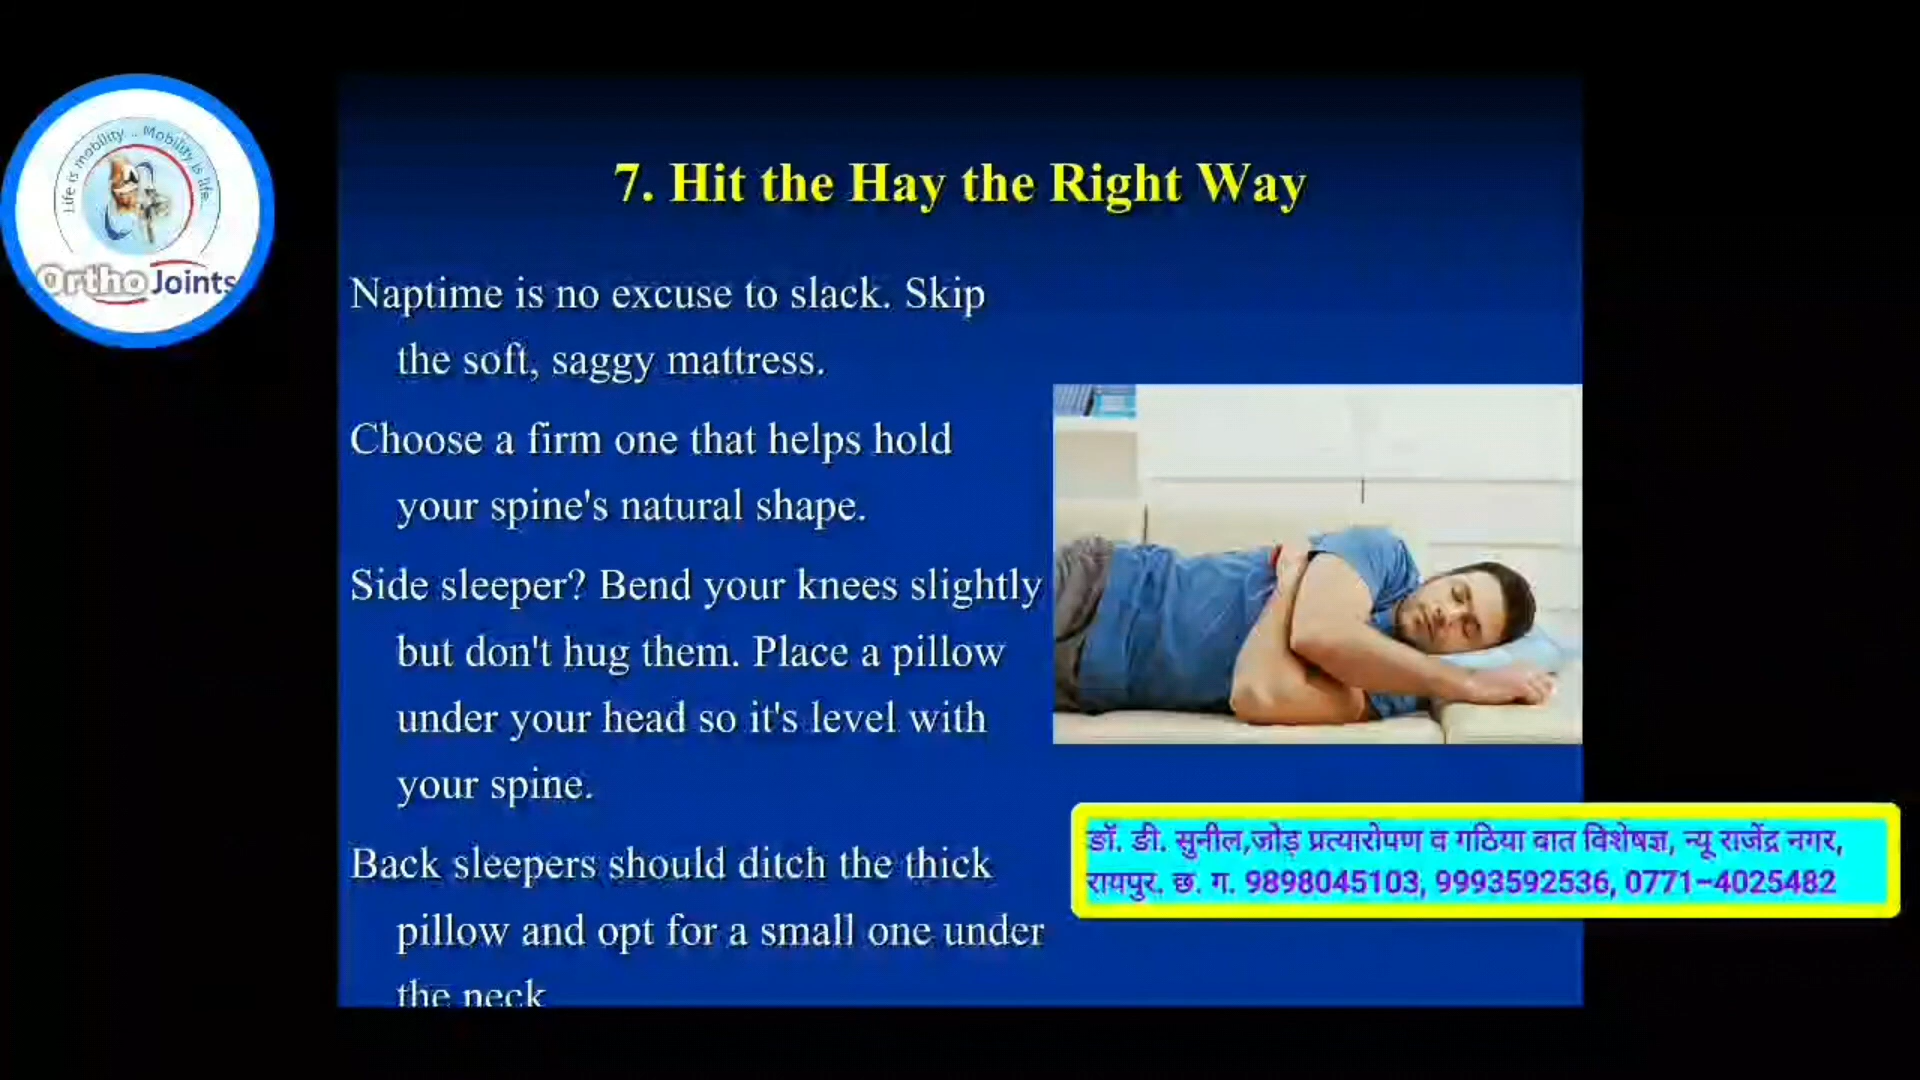 Life is mobility .. Mobility is life..
Ortho Joints
7. Hit the Hay the Right Way
Naptime is no excuse to slack. Skip
the soft, saggy mattress.
Choose a firm one that helps hold
your spine's natural shape.
Side sleeper? Bend your knees slightly
but don't hug them. Place a pillow
under your head so it's level with
your spine.
Back sleepers should ditch the thick
pillow and opt for a small one under
the neck
डॉ. डी. सुनील,जोड़ प्रत्यारोपण व गठिया वात विशेषज्ञ, न्यू राजेंद्र नगर,
रायपुर. छ. ग. 9898045103, 9993592536, 0771-4025482